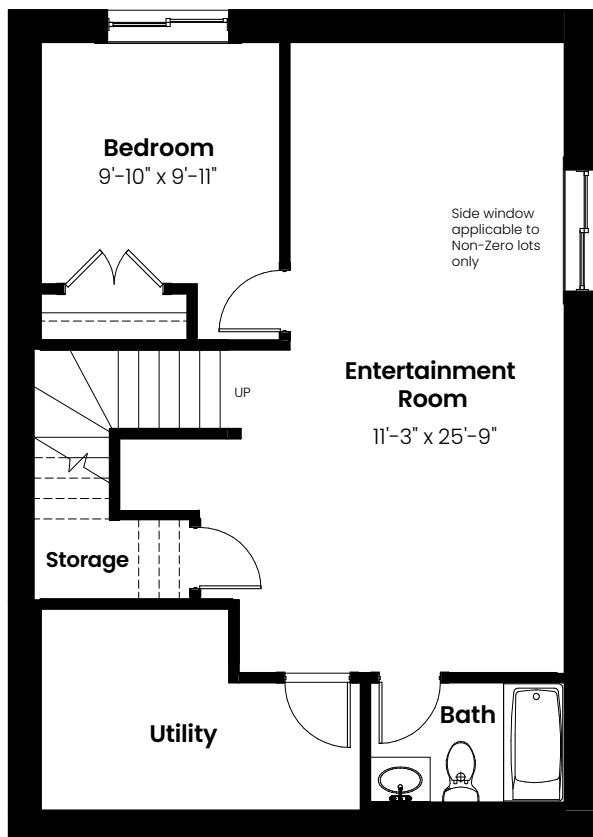 Bedroom
9'-10" x 9'-11"
Side window
applicable to
Non-Zero lots
only
Entertainment
Room
11'-3" x 25'-9"
UP
Storage
Utility
Bath